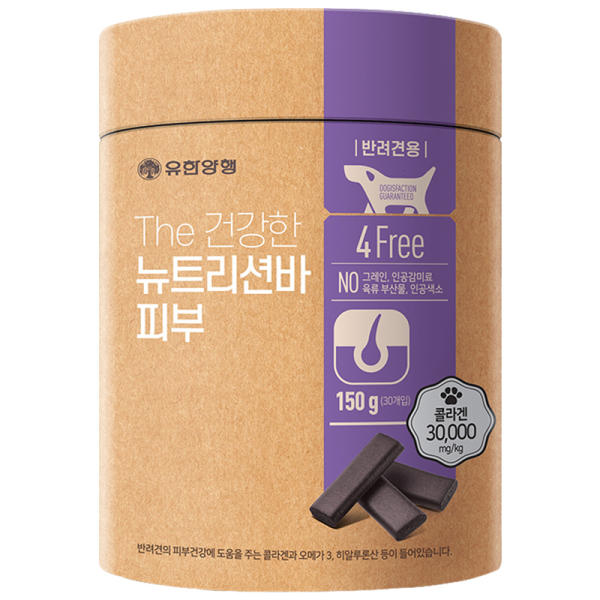 유한양행
The 건강한
뉴트리션바
피부
반려견용
DOGISFACTION
GUARANTEED
4 Free
NO 그레인, 인공감미료
육류 부산물, 인공색소
150 g (30개입)
콜라겐
30,000
mg/kg
반려견의 피부건강에 도움을 주는 콜라겐과 오메가 3, 히알루론산 등이 들어있습니다.